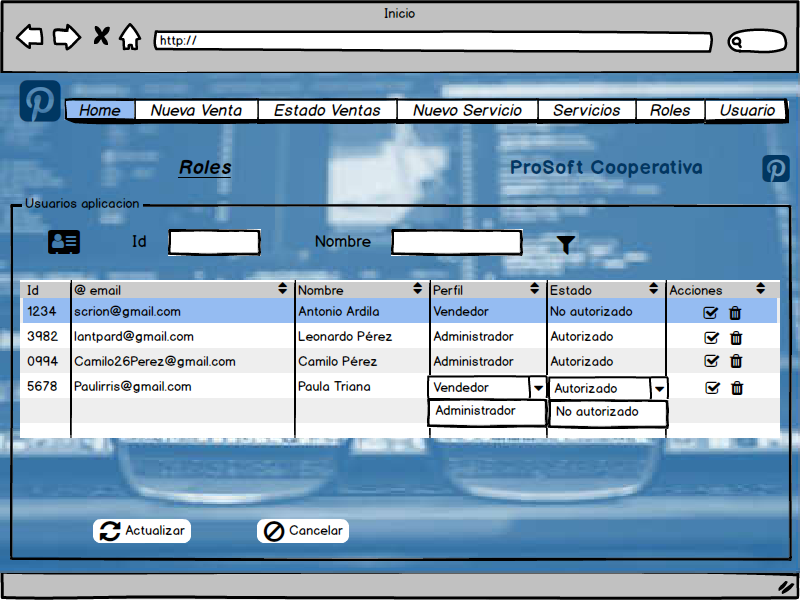 Inicio
http://
Home Nueva Venta Estado Ventas Nuevo Servicio Servicios Roles Usuario
Roles ProSoft Cooperativa
Usuarios aplicacion
Id Nombre
Id @ email Nombre Perfil Estado Acciones
1234 scrion@gmail.com Antonio Ardila Vendedor No autorizado
3982 lantpard@gmail.com Leonardo Pérez Administrador Autorizado
0994 Camilo26Perez@gmail.com Camilo Pérez Administrador Autorizado
5678 Paulirris@gmail.com Paula Triana Vendedor Autorizado
Administrador No autorizado
Actualizar Cancelar